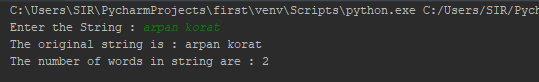 C:\Users\SIR\PycharmProjects\first\venv\Scripts\python.exe C:/Users/SIR/Pych
Enter the String : arpan korat
The original string is : arpan korat
The number of words in string are : 2